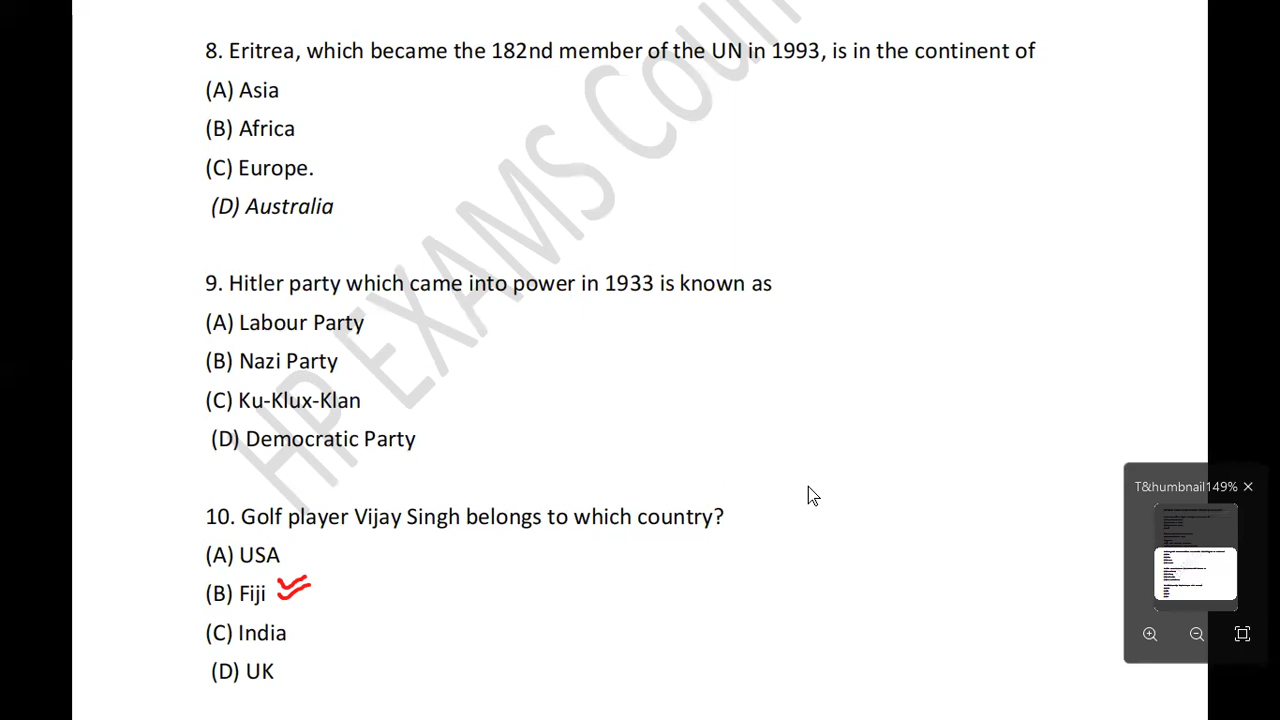 8. Eritrea, which became the 182nd member of the UN in 1993, is in the continent of
(A) Asia
(B) Africa
(C) Europe.
(D) Australia
9. Hitler party which came into power in 1933 is known as
(A) Labour Party
(B) Nazi Party
(C) Ku-Klux-Klan
(D) Democratic Party
10. Golf player Vijay Singh belongs to which country?
(A) USA
(B) Fiji
(C) India
(D) UK
HP EXAMS Coun
T&humbnail149%